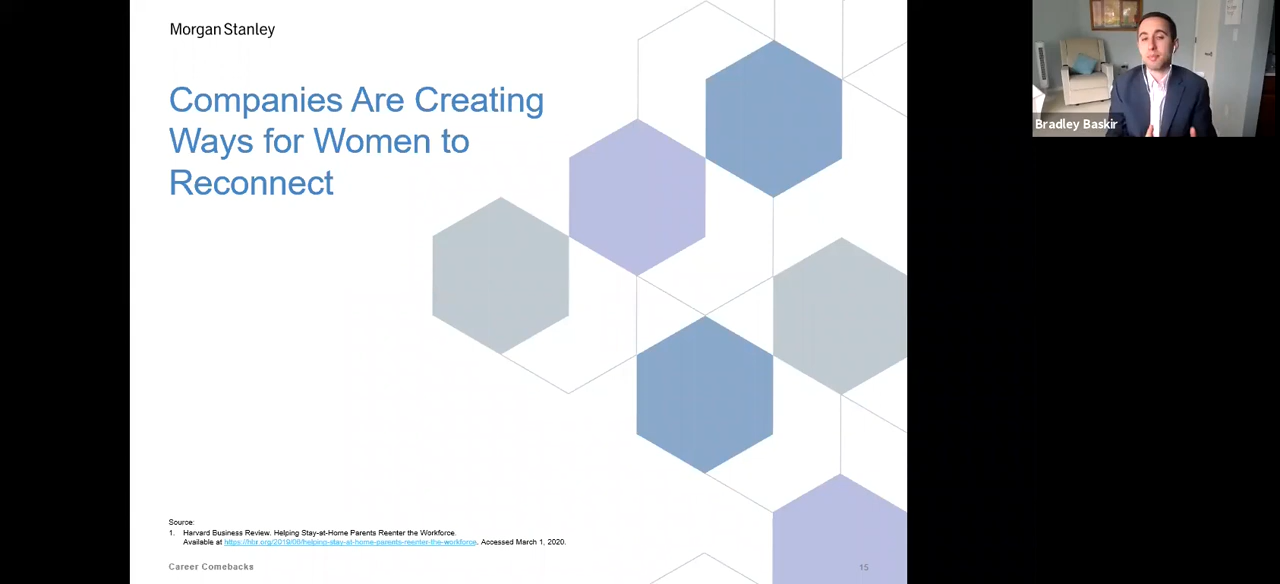 Morgan Stanley
Companies Are Creating
Ways for Women to
Reconnect
Source:
1. Harvard Business Review. Helping Stay-at-Home Parents Reenter the Workforce.
Available at https://hbr.org/2019/06/helping-stay-at-home-parents-reenter-the-workforce. Accessed March 1, 2020.
Career Comebacks
15
Bradley Baskir